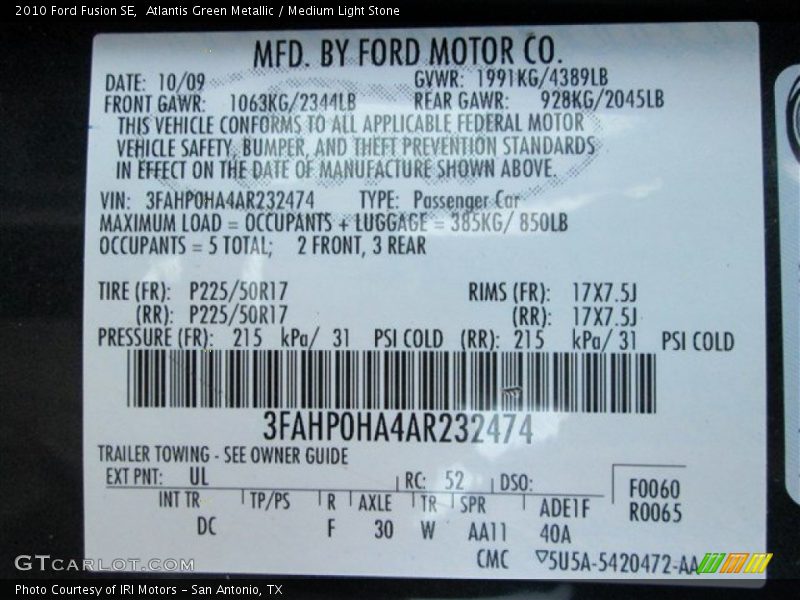 2010 Ford Fusion SE,  Atlantis Green Metallic / Medium Light Stone
MFD. BY FORD MOTOR CO.
DATE: 10/09 GVWR: 1991KG/4389LB
FRONT GAWR: 1063KG/2344LB REAR GAWR: 928KG/2045LB
THIS VEHICLE CONFORMS TO ALL APPLICABLE FEDERAL MOTOR
VEHICLE SAFETY, BUMPER, AND THEFT PREVENTION STANDARDS
IN EFFECT ON THE DATE OF MANUFACTURE SHOWN ABOVE.
VIN: 3FAHP0HA4AR232474 TYPE: Passenger Car
MAXIMUM LOAD = OCCUPANTS + LUGGAGE = 385KG/ 850LB
OCCUPANTS = 5 TOTAL; 2 FRONT, 3 REAR
TIRE (FR): P225/50R17 RIMS (FR): 17X7.5J
(RR): P225/50R17 (RR): 17X7.5J
PRESSURE (FR): 215 kPa/ 31 PSI COLD (RR): 215 kPa/ 31 PSI COLD
3FAHP0HA4AR232474
TRAILER TOWING - SEE OWNER GUIDE
EXT PNT: UL RC: 52 DSO: F0060
INT TR TP/PS R AXLE TR SPR ADE1F R0065
DC F 30 W AA11 40A
CMC ▽5U5A-5420472-AA
GTCARLOT.COM
Photo Courtesy of IRI Motors – San Antonio, TX